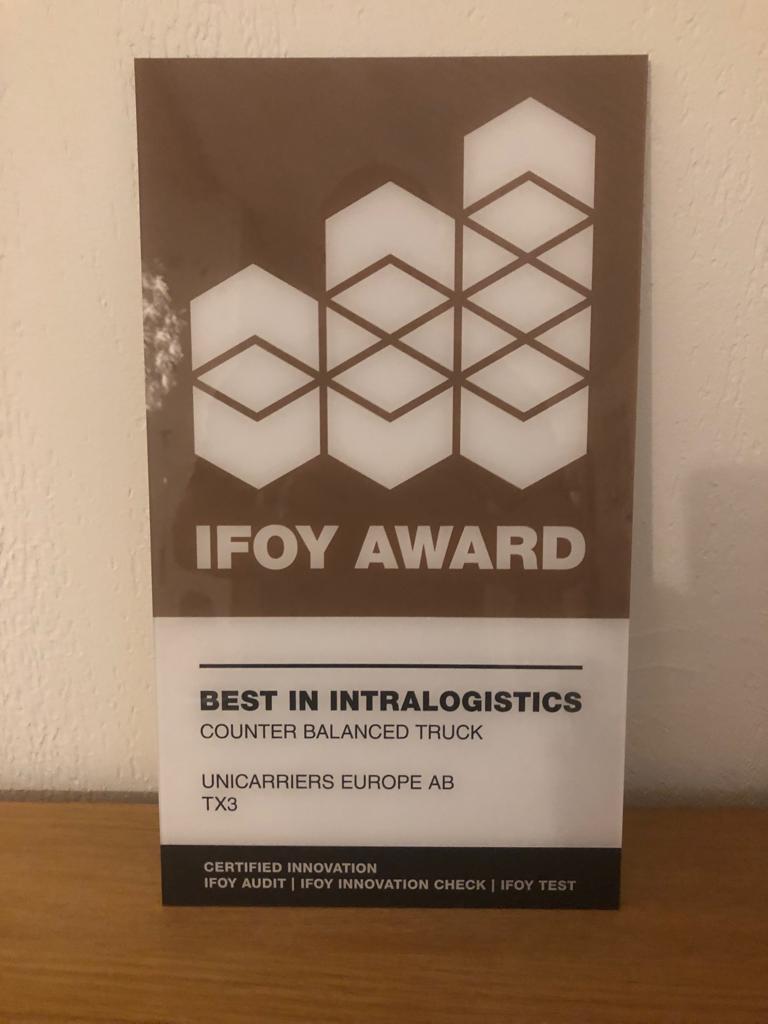 IFOY AWARD
BEST IN INTRALOGISTICS
COUNTER BALANCED TRUCK
UNICARRIERS EUROPE AB
TX3
CERTIFIED INNOVATION
IFOY AUDIT | IFOY INNOVATION CHECK | IFOY TEST